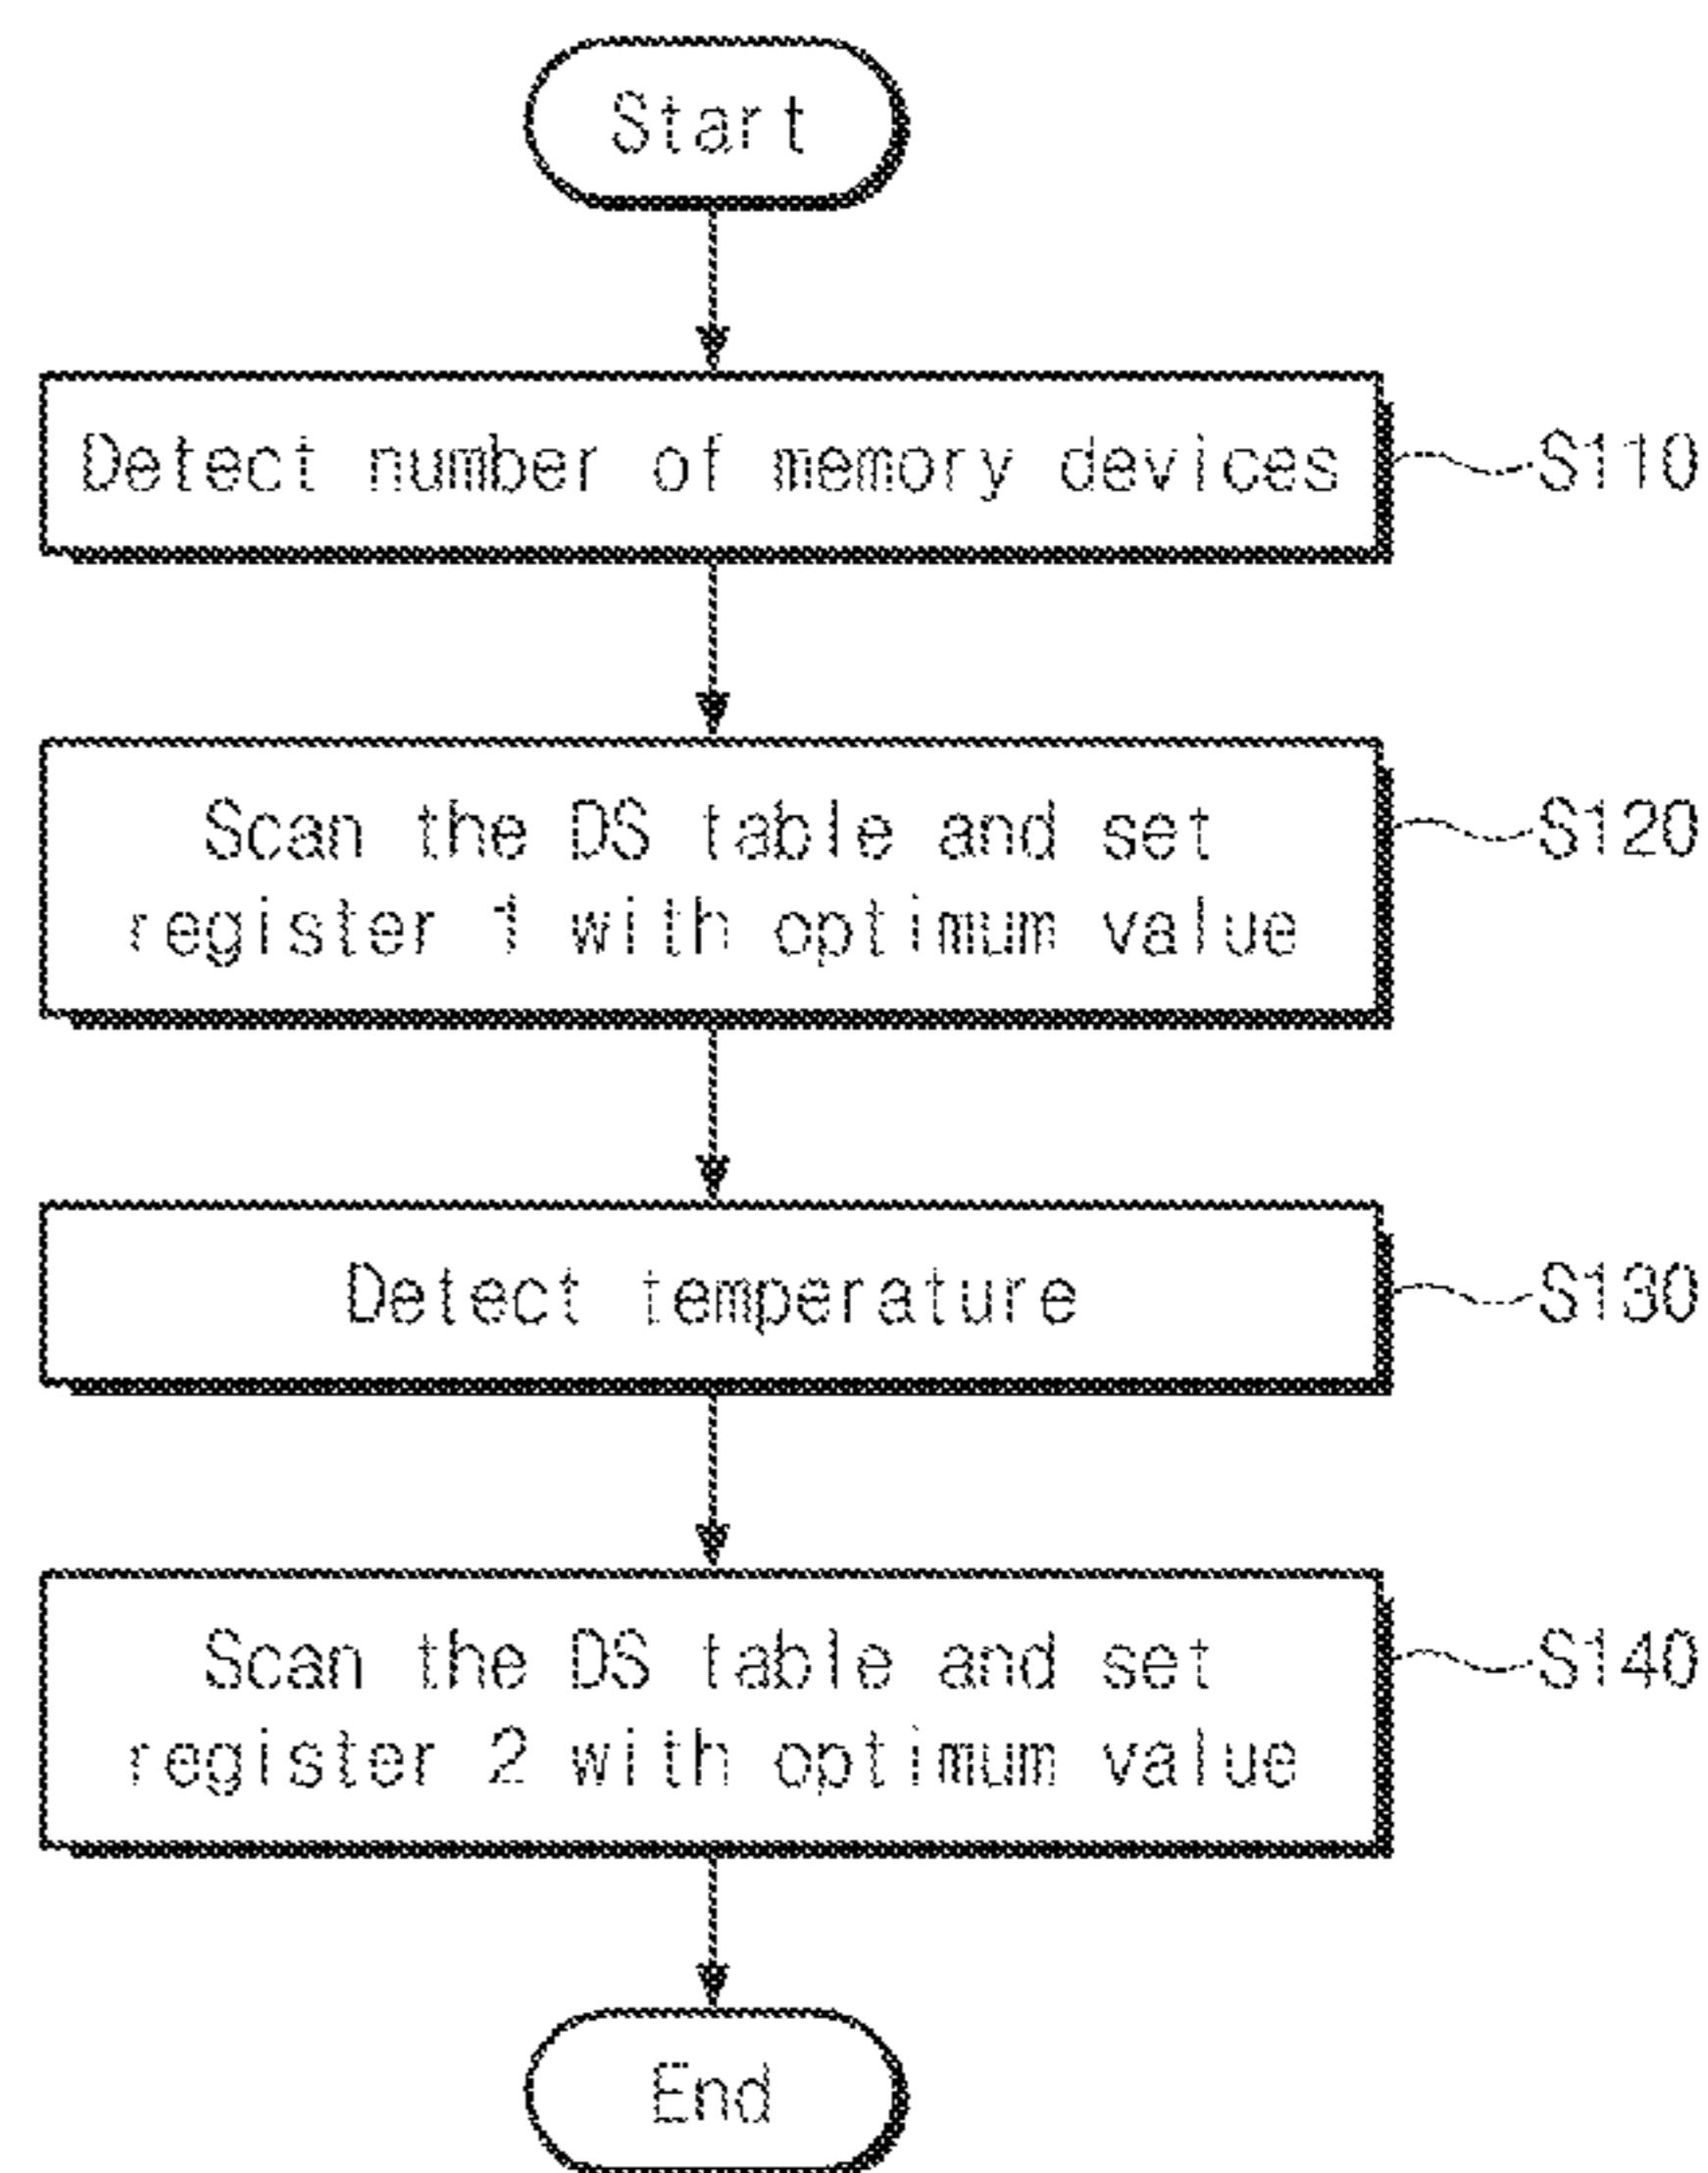 Start
Detect number of memory devices
S110
Scan the DS table and set
register 1 with optimum value
S120
Detect temperature
S130
Scan the DS table and set
register 2 with optimum value
S140
End